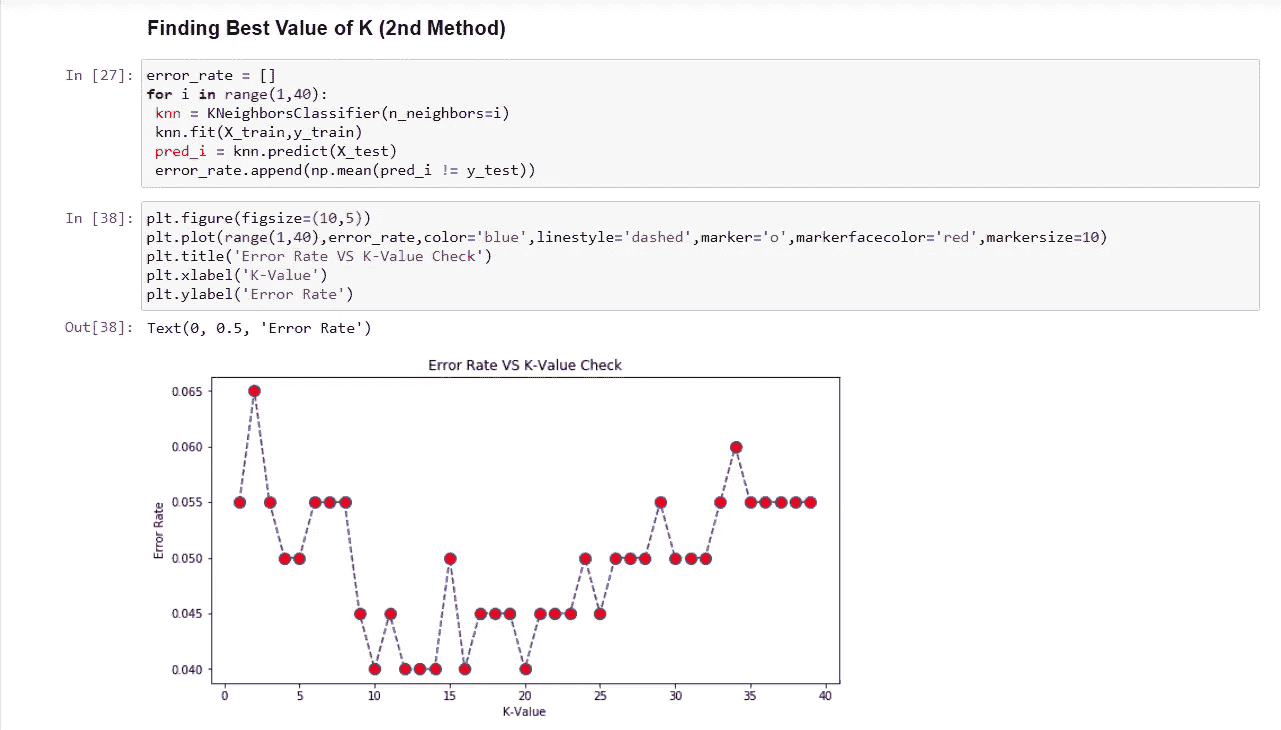 Finding Best Value of K (2nd Method)
In [27]: error_rate = []
for i in range(1,40):
 knn = KNeighborsClassifier(n_neighbors=i)
 knn.fit(X_train,y_train)
 pred_i = knn.predict(X_test)
 error_rate.append(np.mean(pred_i != y_test))
In [38]: plt.figure(figsize=(10,5))
plt.plot(range(1,40),error_rate,color='blue',linestyle='dashed',marker='o',markerfacecolor='red',markersize=10)
plt.title('Error Rate VS K-Value Check')
plt.xlabel('K-Value')
plt.ylabel('Error Rate')
Out[38]: Text(0, 0.5, 'Error Rate')
Error Rate VS K-Value Check
0.065
0.060
0.055
0.050
0.045
0.040
Error Rate
0 5 10 15 20 25 30 35 40
K-Value